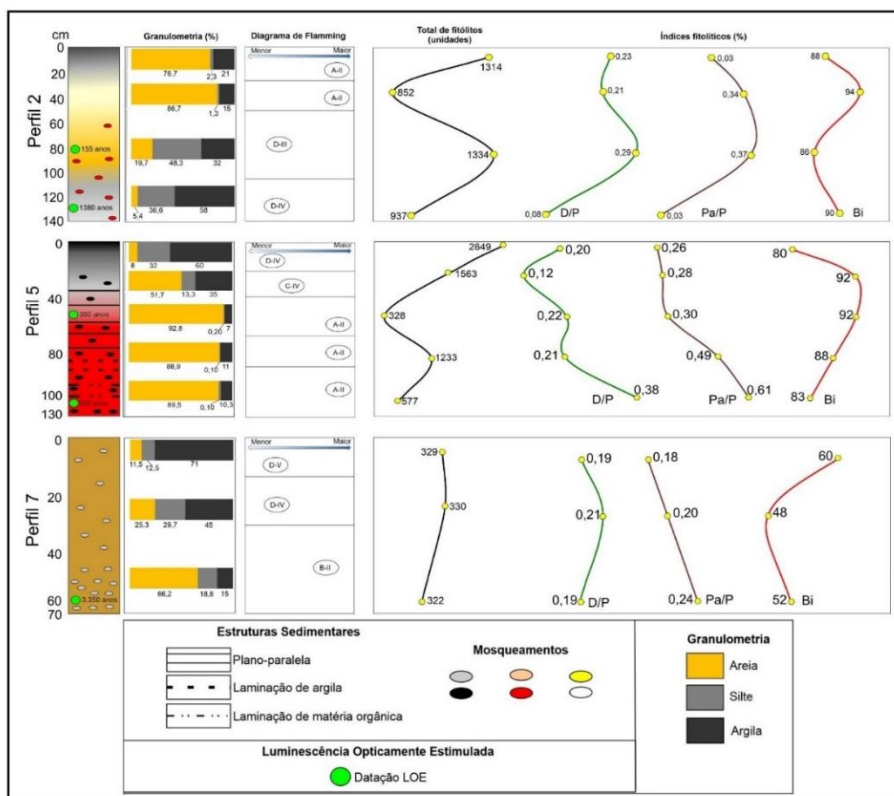 cm
Granulometria (%)
Diagrama de Flamming
Total de fitólitos
(unidades)
Índices fitolíticos (%)
Perfil 2
0
20
40
60
80
100
120
140
155 anos
1380 anos
76,7 2,3 21
86,7 1,3 15
19,7 48,3 32
5,4 36,6 58
Menor Maior
A-II
A-II
D-III
D-IV
1314
852
1334
937
0,23
0,21
0,29
0,08
D/P
0,03
0,34
0,37
0,03
Pa/P
88
94
86
90
Bi
Perfil 5
0
40
80
100
130
8 32 60
51,7 13,3 35
92,8 0,20 7
88,9 0,10 11
89,5 0,10 10,3
Menor Maior
D-IV
C-IV
A-II
A-II
A-II
2649
1563
328
1233
577
0,20
0,12
0,22
0,21
0,38
D/P
0,26
0,28
0,30
0,49
0,61
Pa/P
80
92
92
88
83
Bi
Perfil 7
0
20
40
60
70
3.350 anos
11,5 12,5 71
25,3 29,7 45
66,2 18,8 15
Menor Maior
D-V
D-IV
B-II
329
330
322
0,19
0,21
0,19
D/P
0,18
0,20
0,24
Pa/P
60
48
52
Bi
Estruturas Sedimentares
Plano-paralela
Laminação de argila
Laminação de matéria orgânica
Mosqueamentos
Granulometria
Areia
Silte
Argila
Luminescência Opticamente Estimulada
Datação LOE